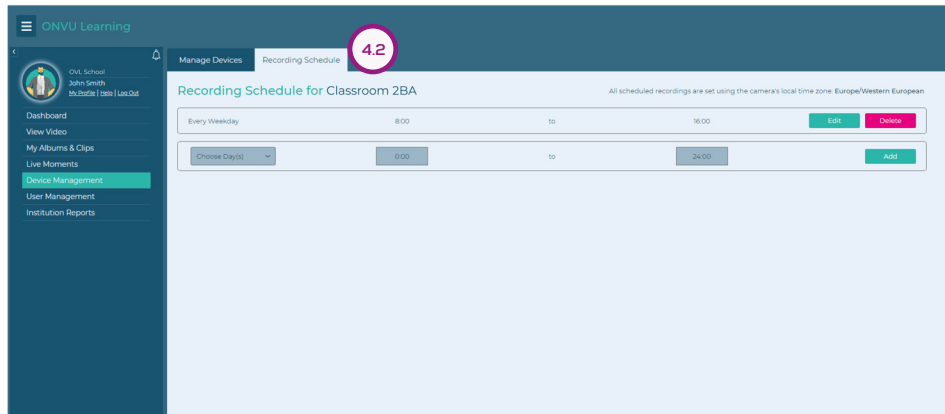 ONVU Learning
OVL School
John Smith
My Profile | Help | Log Out
Dashboard
View Video
My Albums & Clips
Live Moments
Device Management
User Management
Institution Reports
Manage Devices
Recording Schedule
4.2
Recording Schedule for Classroom 2BA
All scheduled recordings are set using the camera's local time zone: Europe/Western European
Every Weekday 8:00 to 16:00 Edit Delete
Choose Day(s) 0:00 to 24:00 Add